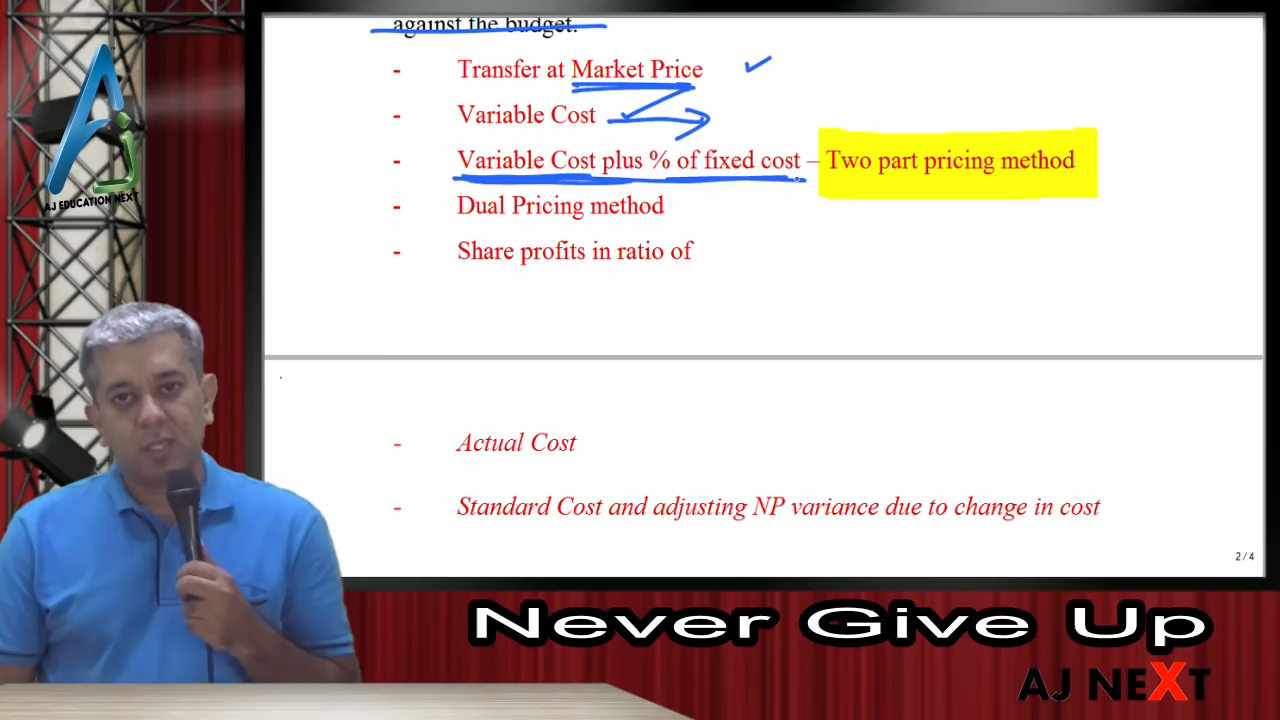 against the budget.
- Transfer at Market Price
- Variable Cost
- Variable Cost plus % of fixed cost – Two part pricing method
- Dual Pricing method
- Share profits in ratio of
- Actual Cost
- Standard Cost and adjusting NP variance due to change in cost
2 / 4
AJ EDUCATION NEXT
Never Give Up
AJ NEXT